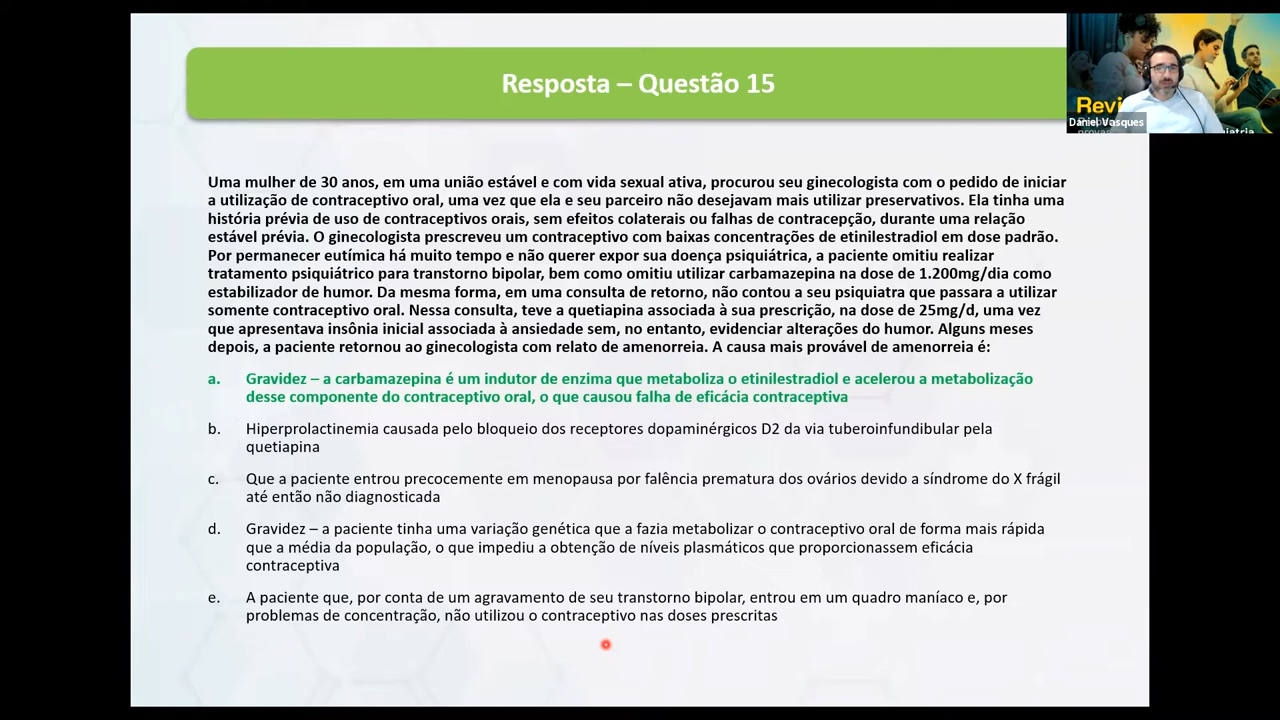 Resposta – Questão 15
Revi
Daniel Vasques
Uma mulher de 30 anos, em uma união estável e com vida sexual ativa, procurou seu ginecologista com o pedido de iniciar
a utilização de contraceptivo oral, uma vez que ela e seu parceiro não desejavam mais utilizar preservativos. Ela tinha uma
história prévia de uso de contraceptivos orais, sem efeitos colaterais ou falhas de contracepção, durante uma relação
estável prévia. O ginecologista prescreveu um contraceptivo com baixas concentrações de etinilestradiol em dose padrão.
Por permanecer eutímica há muito tempo e não querer expor sua doença psiquiátrica, a paciente omitiu realizar
tratamento psiquiátrico para transtorno bipolar, bem como omitiu utilizar carbamazepina na dose de 1.200mg/dia como
estabilizador de humor. Da mesma forma, em uma consulta de retorno, não contou a seu psiquiatra que passara a utilizar
somente contraceptivo oral. Nessa consulta, teve a quetiapina associada à sua prescrição, na dose de 25mg/d, uma vez
que apresentava insônia inicial associada à ansiedade sem, no entanto, evidenciar alterações do humor. Alguns meses
depois, a paciente retornou ao ginecologista com relato de amenorreia. A causa mais provável de amenorreia é:
a. Gravidez – a carbamazepina é um indutor de enzima que metaboliza o etinilestradiol e acelerou a metabolização
desse componente do contraceptivo oral, o que causou falha de eficácia contraceptiva
b. Hiperprolactinemia causada pelo bloqueio dos receptores dopaminérgicos D2 da via tuberoinfundibular pela
quetiapina
c. Que a paciente entrou precocemente em menopausa por falência prematura dos ovários devido a síndrome do X frágil
até então não diagnosticada
d. Gravidez – a paciente tinha uma variação genética que a fazia metabolizar o contraceptivo oral de forma mais rápida
que a média da população, o que impediu a obtenção de níveis plasmáticos que proporcionassem eficácia
contraceptiva
e. A paciente que, por conta de um agravamento de seu transtorno bipolar, entrou em um quadro maníaco e, por
problemas de concentração, não utilizou o contraceptivo nas doses prescritas